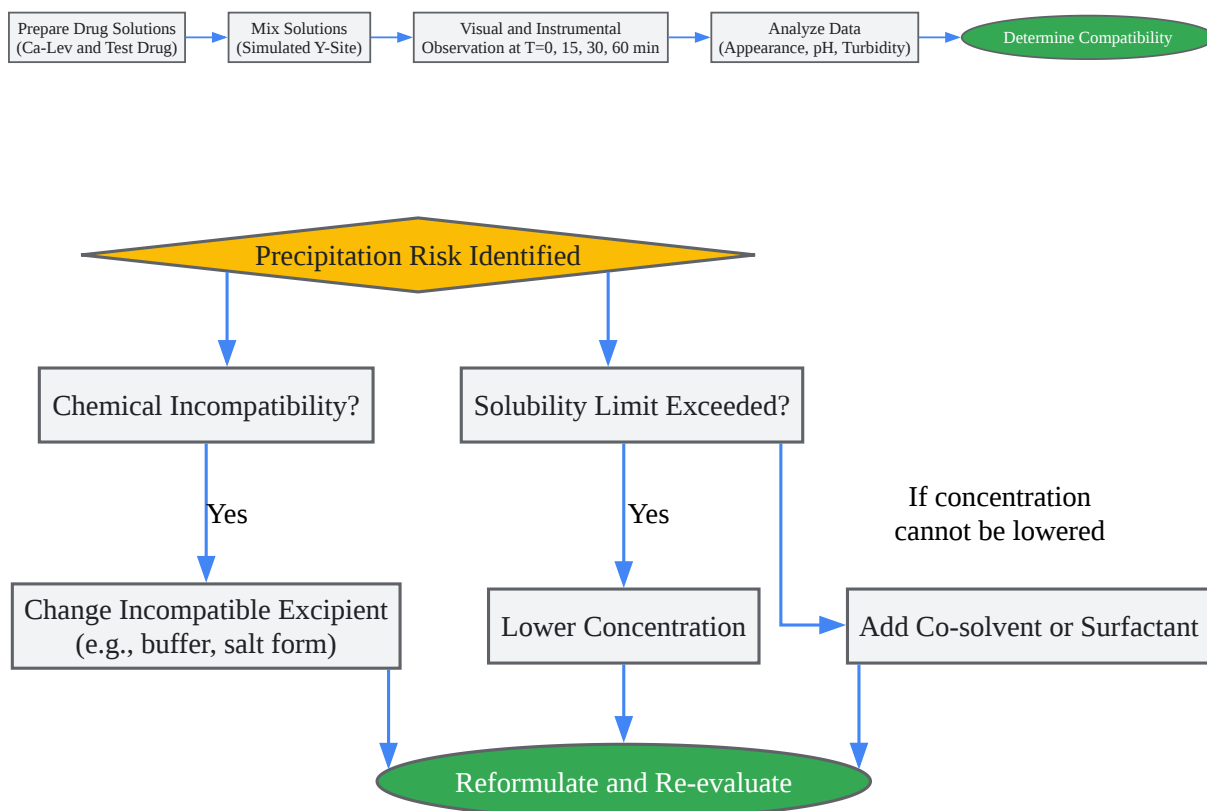 Prepare Drug Solutions
(Ca-Lev and Test Drug)
Mix Solutions
(Simulated Y-Site)
Visual and Instrumental
Observation at T=0, 15, 30, 60 min
Analyze Data
(Appearance, pH, Turbidity)
Determine Compatibility
Precipitation Risk Identified
Chemical Incompatibility?
Solubility Limit Exceeded?
Yes
Yes
If concentration
cannot be lowered
Change Incompatible Excipient
(e.g., buffer, salt form)
Lower Concentration
Add Co-solvent or Surfactant
Reformulate and Re-evaluate